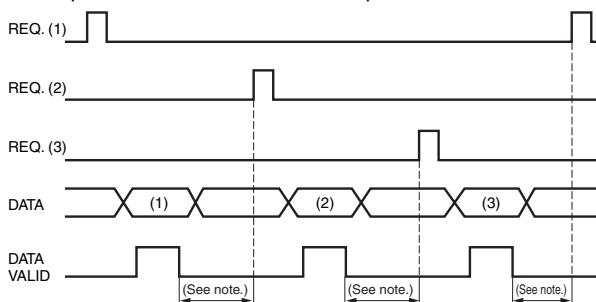 REQ. (1)
REQ. (2)
REQ. (3)
DATA
(1)
(2)
(3)
DATA
VALID
(See note.)
(See note.)
(See note.)